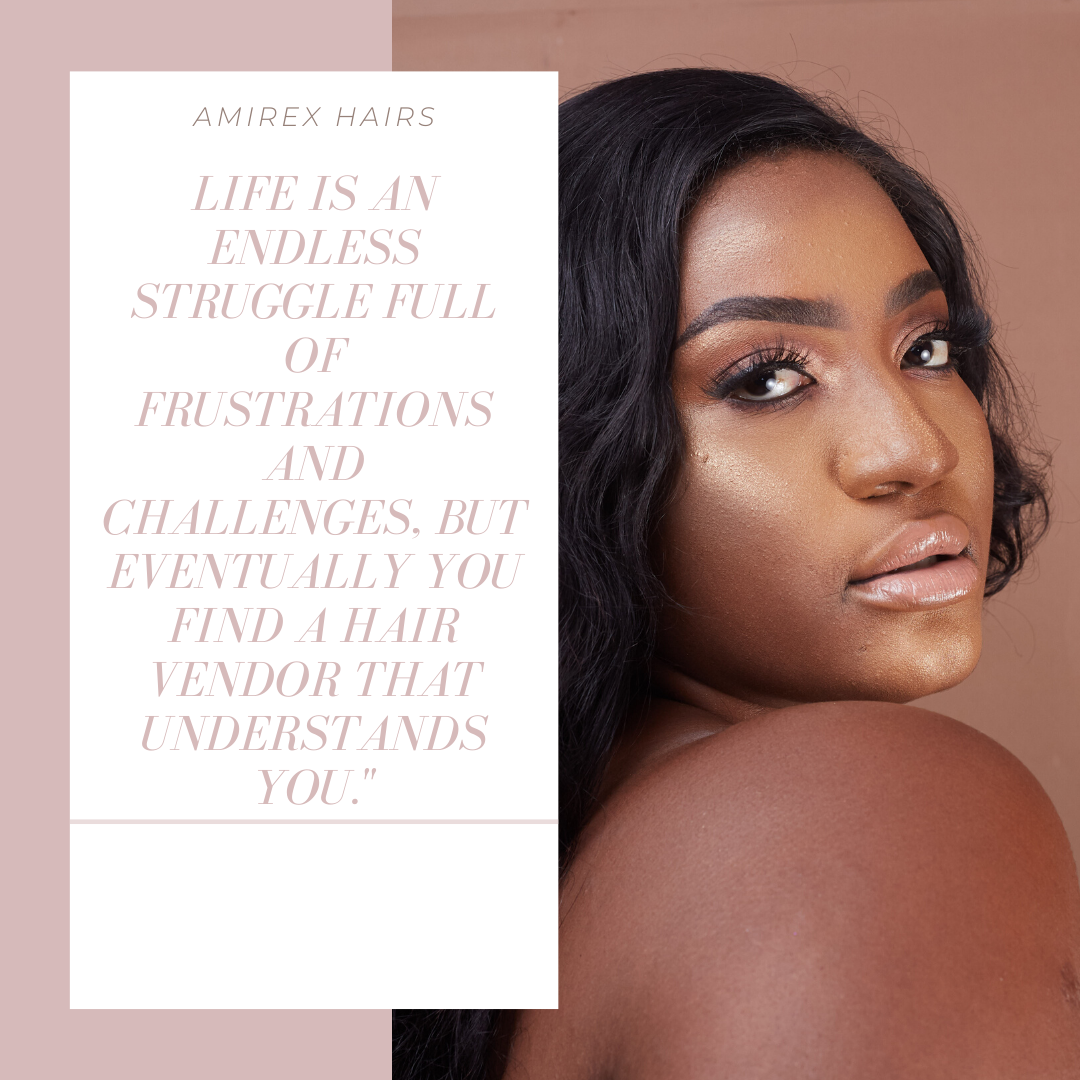 AMIREX HAIRS
LIFE IS AN
ENDLESS
STRUGGLE FULL
OF
FRUSTRATIONS
AND
CHALLENGES, BUT
EVENTUALLY YOU
FIND A HAIR
VENDOR THAT
UNDERSTANDS
YOU."